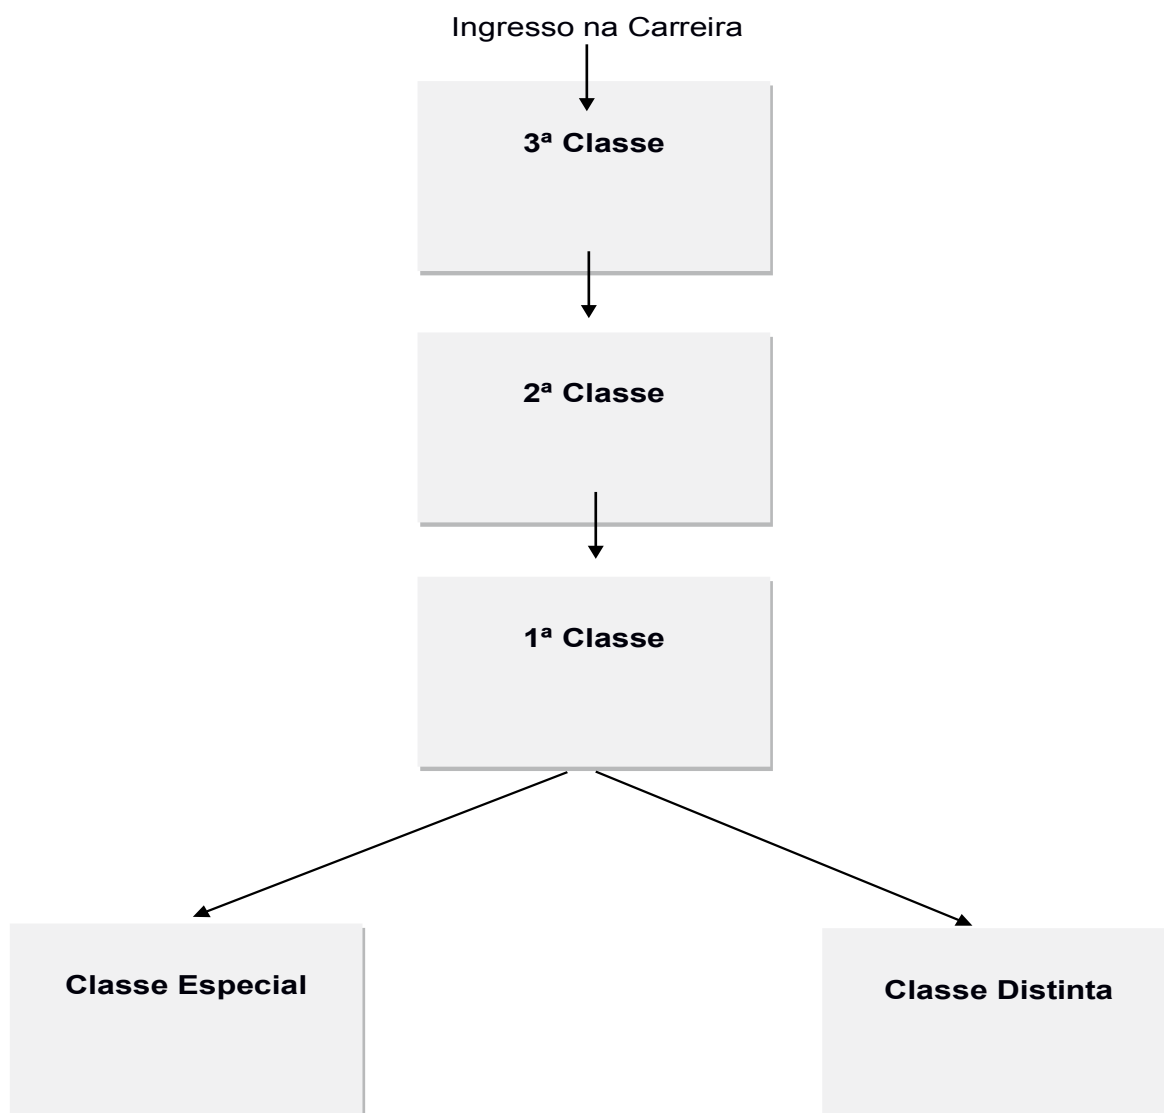 Ingresso na Carreira
3ª Classe
2ª Classe
1ª Classe
Classe Especial
Classe Distinta